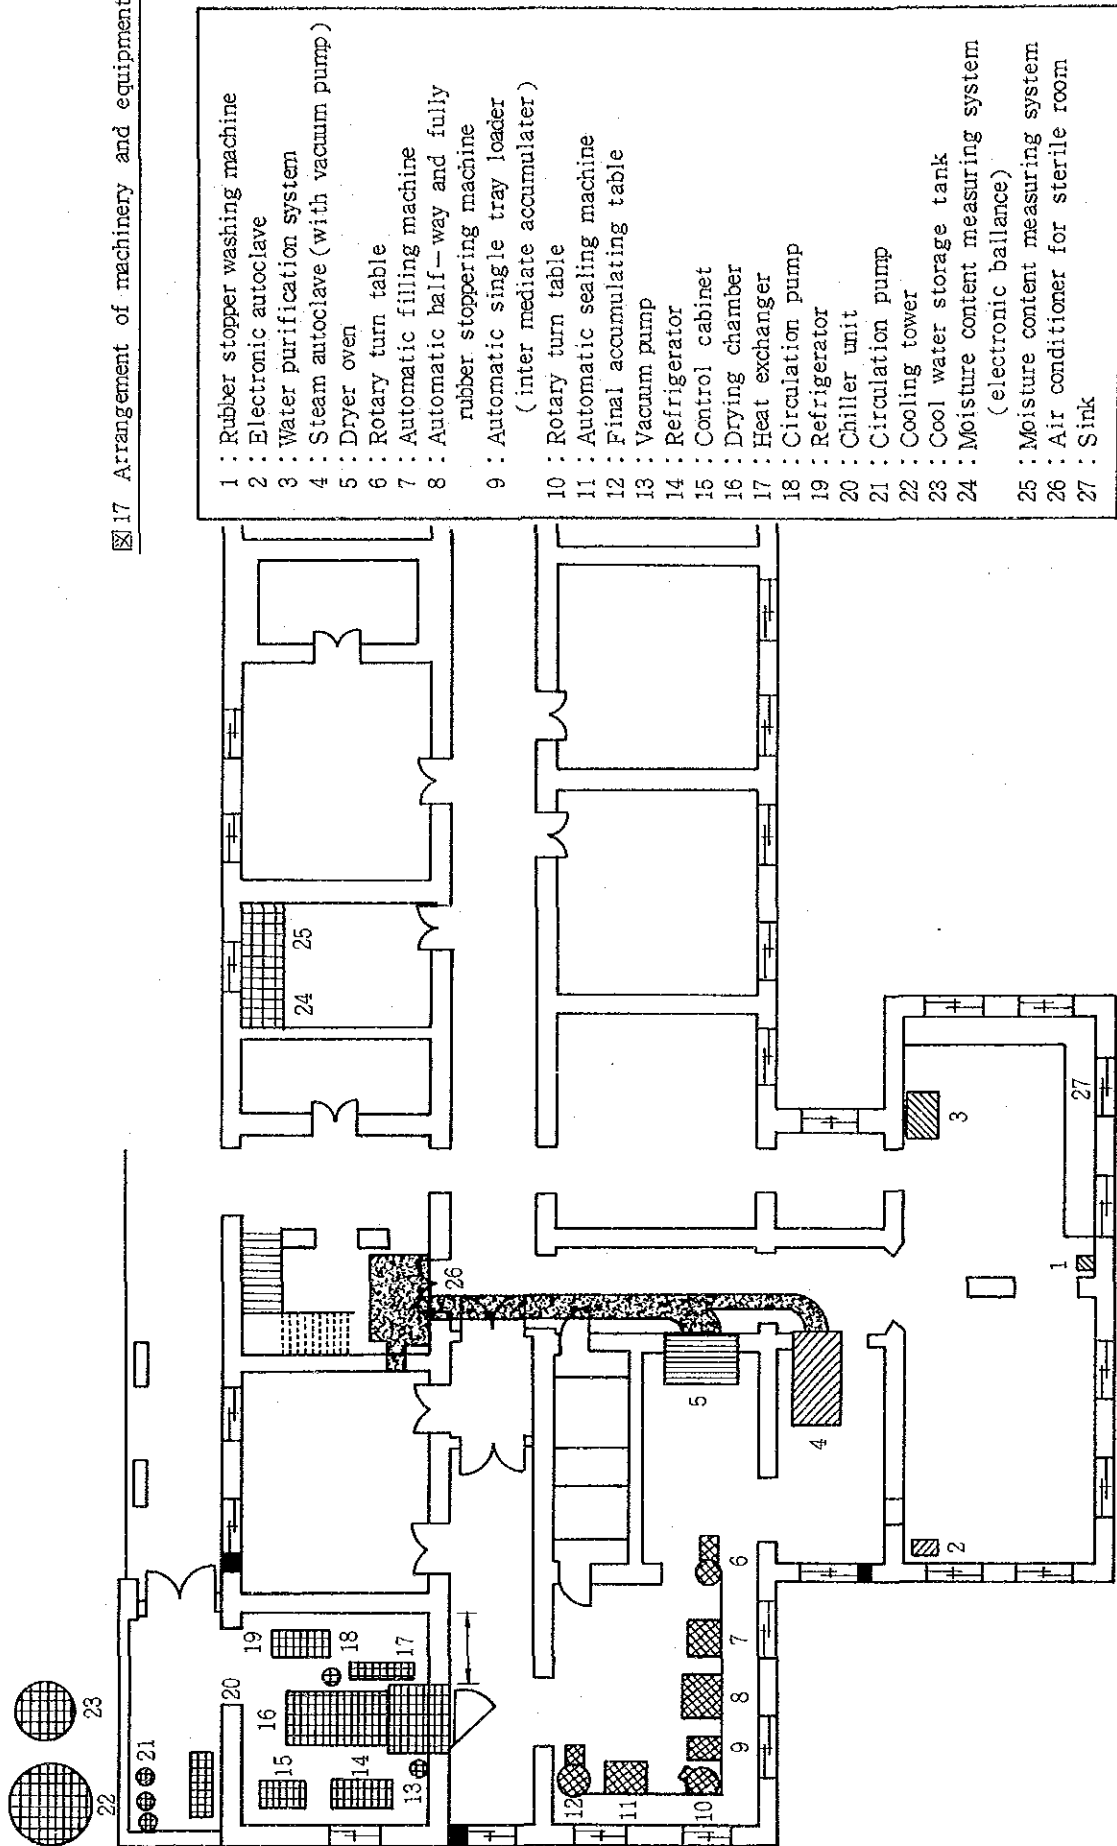 図17 Arrangement of machinery and equipment
1 : Rubber stopper washing machine
2 : Electronic autoclave
3 : Water purification system
4 : Steam autoclave (with vacuum pump)
5 : Dryer oven
6 : Rotary turn table
7 : Automatic filling machine
8 : Automatic half-way and fully
rubber stoppering machine
9 : Automatic single tray loader
(inter mediate accumulater)
10 : Rotary turn table
11 : Automatic sealing machine
12 : Final accumulating table
13 : Vacuum pump
14 : Refrigerator
15 : Control cabinet
16 : Drying chamber
17 : Heat exchanger
18 : Circulation pump
19 : Refrigerator
20 : Chiller unit
21 : Circulation pump
22 : Cooling tower
23 : Cool water storage tank
24 : Moisture content measuring system
(electronic ballance)
25 : Moisture content measuring system
26 : Air conditioner for sterile room
27 : Sink
22
23
21
20
19
18
17
16
15
14
13
24
25
26
12
11
10
9
8
7
6
5
4
3
2
1
27